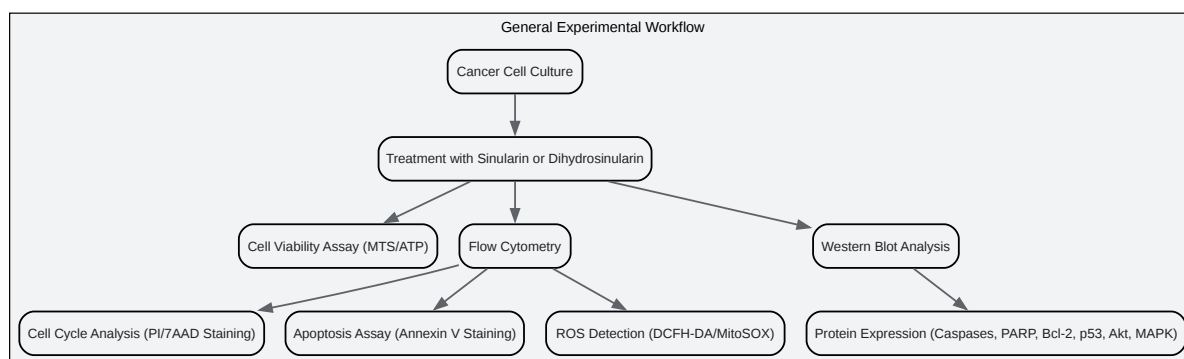 General Experimental Workflow
Cancer Cell Culture
Treatment with Sinularin or Dihydrosinularin
Cell Viability Assay (MTS/ATP)
Flow Cytometry
Western Blot Analysis
Cell Cycle Analysis (PI/7AAD Staining)
Apoptosis Assay (Annexin V Staining)
ROS Detection (DCFH-DA/MitoSOX)
Protein Expression (Caspases, PARP, Bcl-2, p53, Akt, MAPK)